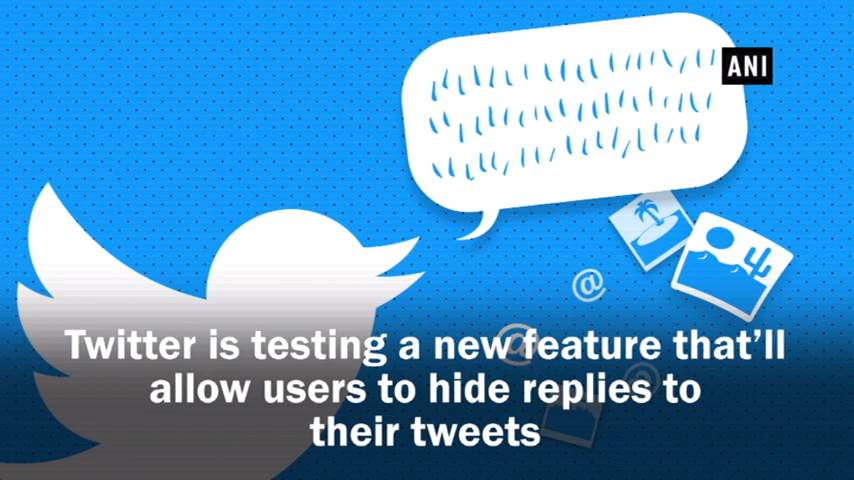 ANI
@
@
@
Twitter is testing a new feature that'll
allow users to hide replies to
their tweets